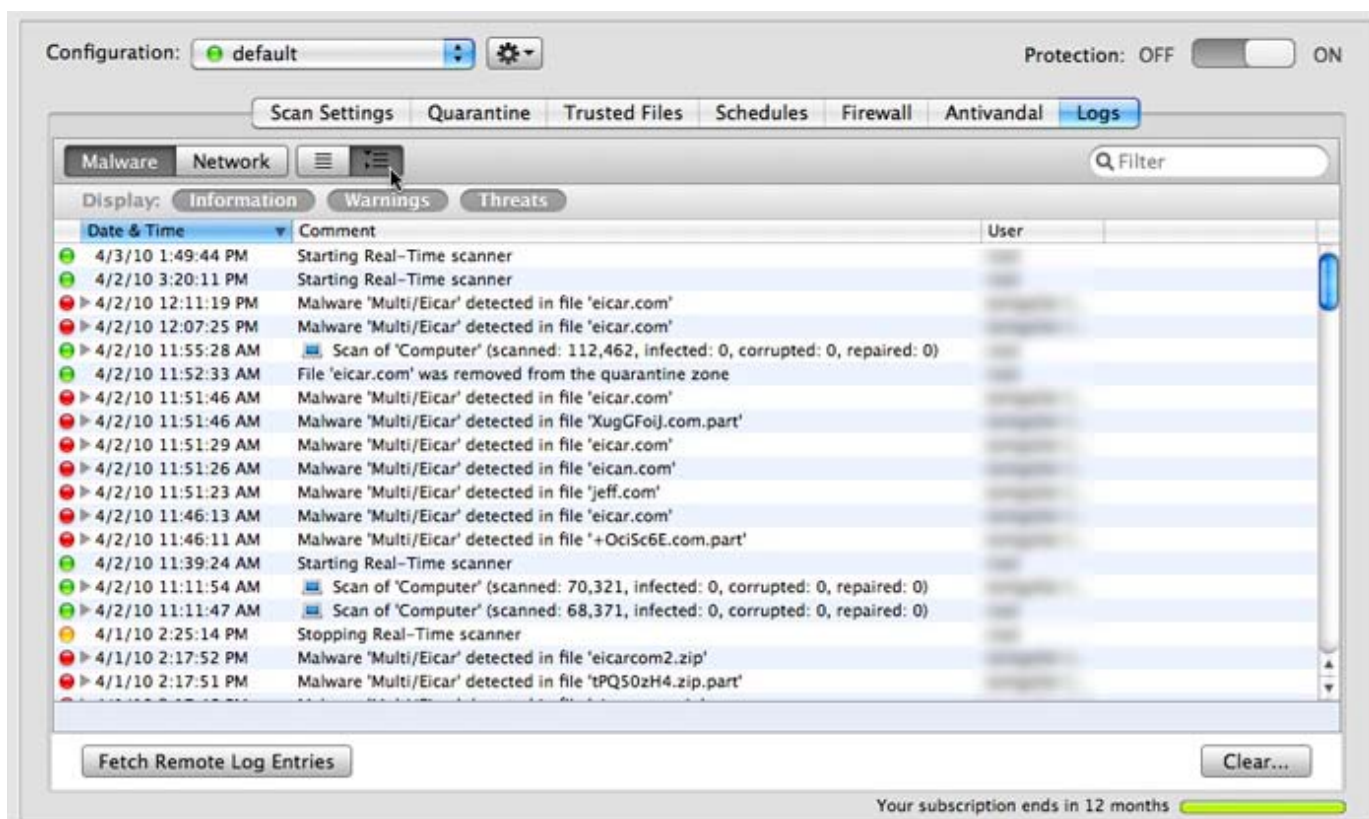 Configuration: default Protection: OFF ON
Scan Settings Quarantine Trusted Files Schedules Firewall Antivandal Logs
Malware Network Filter
Display: Information Warnings Threats
Date & Time Comment User
4/3/10 1:49:44 PM Starting Real-Time scanner
4/2/10 3:20:11 PM Starting Real-Time scanner
4/2/10 12:11:19 PM Malware 'Multi/Eicar' detected in file 'eicar.com'
4/2/10 12:07:25 PM Malware 'Multi/Eicar' detected in file 'eicar.com'
4/2/10 11:55:28 AM Scan of 'Computer' (scanned: 112,462, infected: 0, corrupted: 0, repaired: 0)
4/2/10 11:52:33 AM File 'eicar.com' was removed from the quarantine zone
4/2/10 11:51:46 AM Malware 'Multi/Eicar' detected in file 'eicar.com'
4/2/10 11:51:46 AM Malware 'Multi/Eicar' detected in file 'XugGFoiJ.com.part'
4/2/10 11:51:29 AM Malware 'Multi/Eicar' detected in file 'eicar.com'
4/2/10 11:51:26 AM Malware 'Multi/Eicar' detected in file 'eican.com'
4/2/10 11:51:23 AM Malware 'Multi/Eicar' detected in file 'jeff.com'
4/2/10 11:46:13 AM Malware 'Multi/Eicar' detected in file 'eicar.com'
4/2/10 11:46:11 AM Malware 'Multi/Eicar' detected in file '+OciSc6E.com.part'
4/2/10 11:39:24 AM Starting Real-Time scanner
4/2/10 11:11:54 AM Scan of 'Computer' (scanned: 70,321, infected: 0, corrupted: 0, repaired: 0)
4/2/10 11:11:47 AM Scan of 'Computer' (scanned: 68,371, infected: 0, corrupted: 0, repaired: 0)
4/1/10 2:25:14 PM Stopping Real-Time scanner
4/1/10 2:17:52 PM Malware 'Multi/Eicar' detected in file 'eicarcom2.zip'
4/1/10 2:17:51 PM Malware 'Multi/Eicar' detected in file 'tPQ50zH4.zip.part'
Fetch Remote Log Entries Clear...
Your subscription ends in 12 months